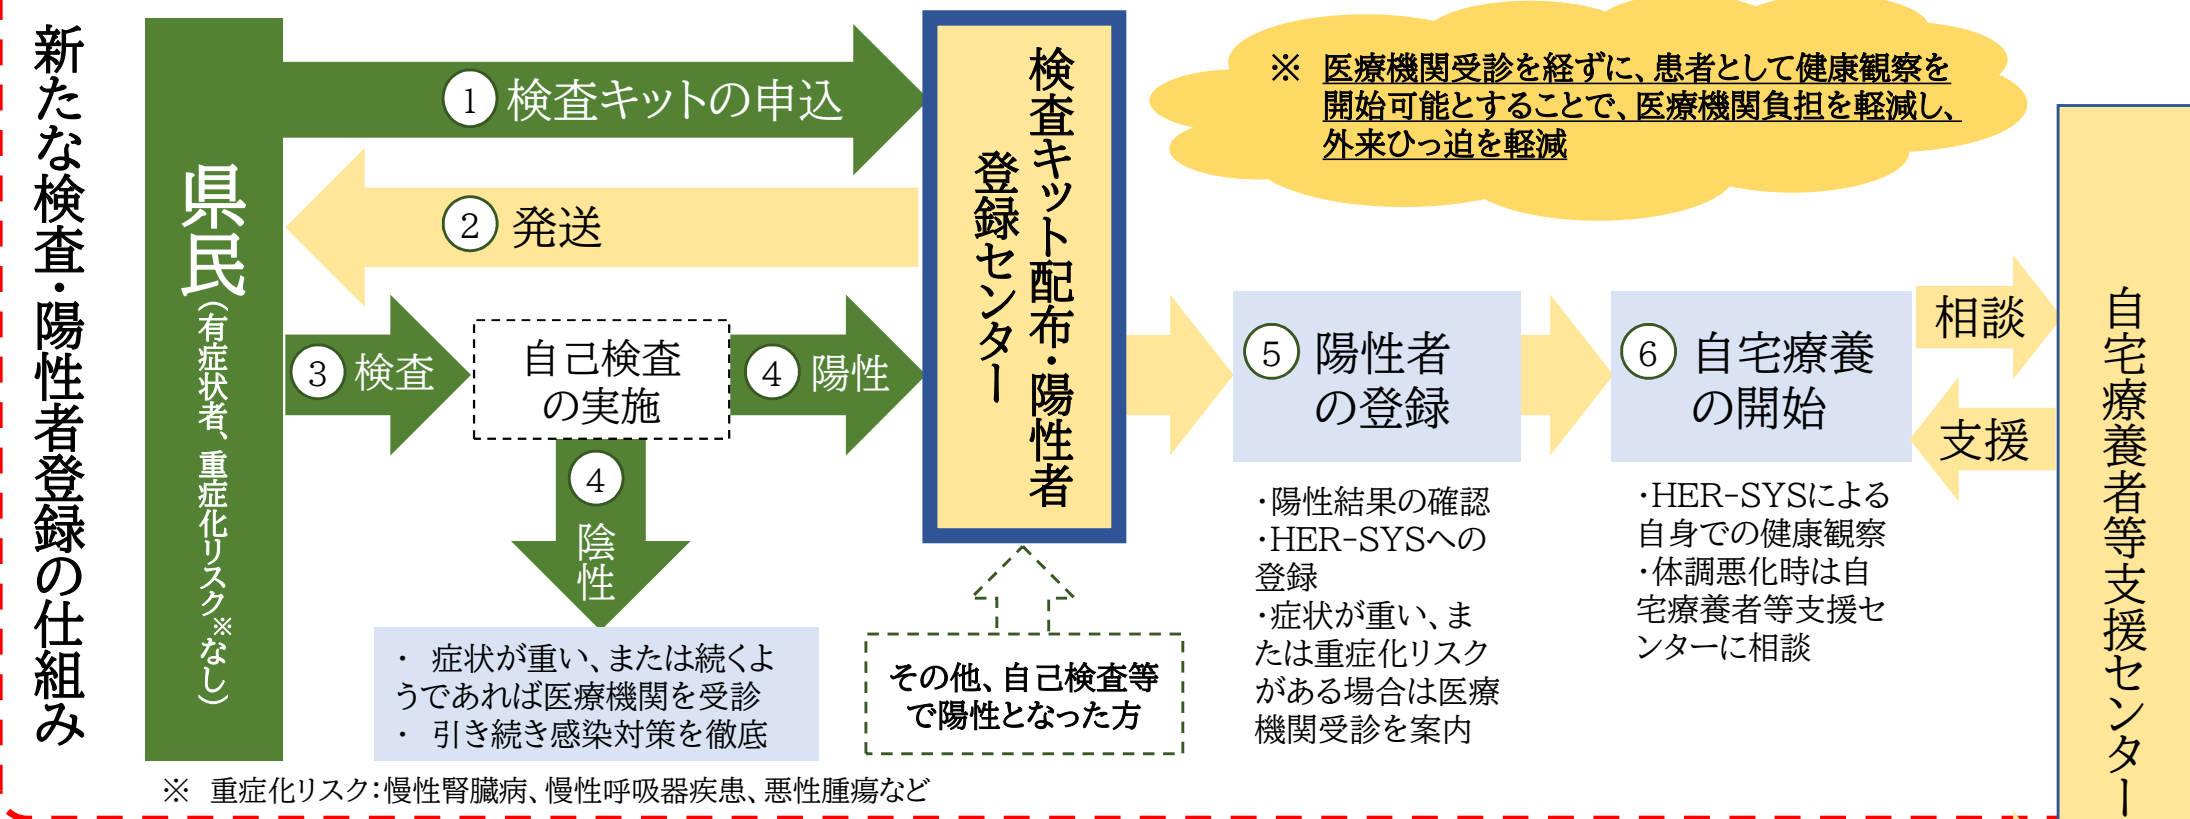 新たな検査・陽性者登録の仕組み
県民
(有症状者、重症化リスク※なし)
① 検査キットの申込
② 発送
③ 検査
自己検査
の実施
④ 陽性
④
陰性
・ 症状が重い、または続くよ
うであれば医療機関を受診
・ 引き続き感染対策を徹底
検査キット配布・陽性者
登録センター
その他、自己検査等
で陽性となった方
※ 医療機関受診を経ずに、患者として健康観察を
開始可能とすることで、医療機関負担を軽減し、
外来ひっ迫を軽減
⑤ 陽性者
の登録
・陽性結果の確認
・HER-SYSへの
登録
・症状が重い、ま
たは重症化リスク
がある場合は医療
機関受診を案内
⑥ 自宅療養
の開始
・HER-SYSによる
自身での健康観察
・体調悪化時は自
宅療養者等支援セ
ンターに相談
相談
支援
自宅療養者等支援センター
※ 重症化リスク:慢性腎臓病、慢性呼吸器疾患、悪性腫瘍など